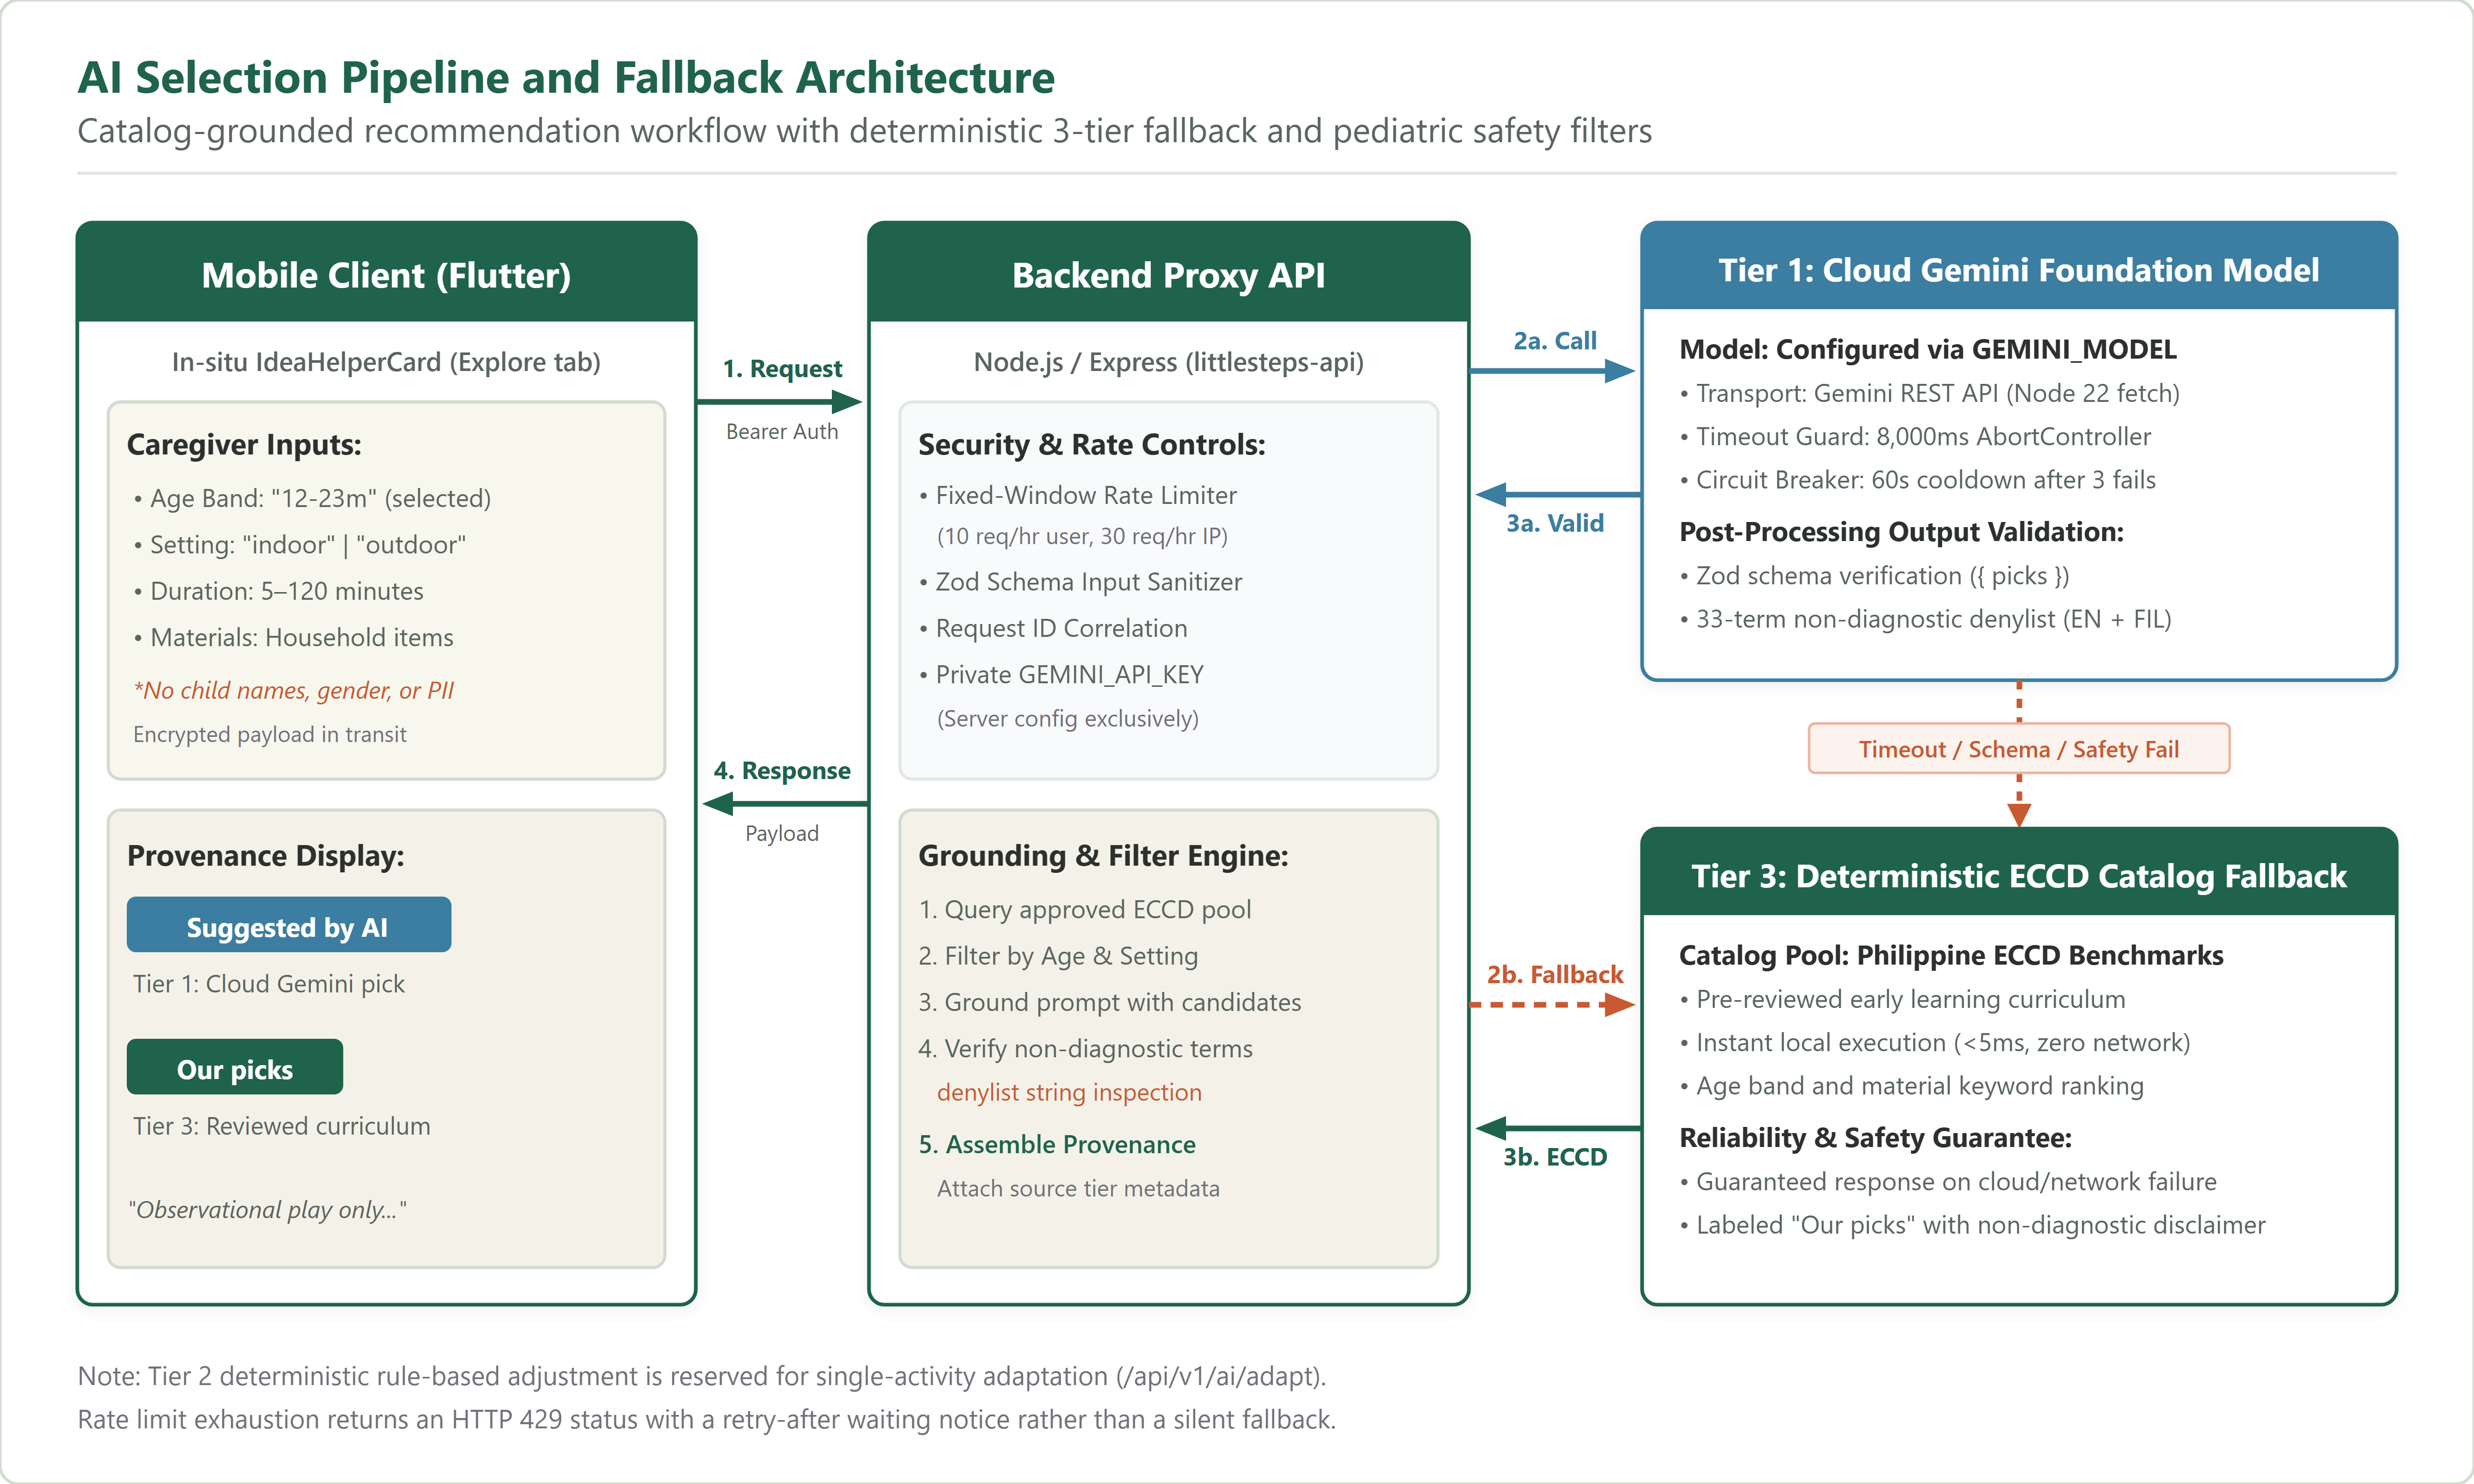 AI Selection Pipeline and Fallback Architecture
Catalog-grounded recommendation workflow with deterministic 3-tier fallback and pediatric safety filters
Mobile Client (Flutter)
In-situ IdeaHelperCard (Explore tab)
Caregiver Inputs:
• Age Band: "12-23m" (selected)
• Setting: "indoor" | "outdoor"
• Duration: 5–120 minutes
• Materials: Household items
*No child names, gender, or PII
Encrypted payload in transit
Provenance Display:
Suggested by AI
Tier 1: Cloud Gemini pick
Our picks
Tier 3: Reviewed curriculum
"Observational play only..."
1. Request
Bearer Auth
4. Response
Payload
Backend Proxy API
Node.js / Express (littlesteps-api)
Security & Rate Controls:
• Fixed-Window Rate Limiter
(10 req/hr user, 30 req/hr IP)
• Zod Schema Input Sanitizer
• Request ID Correlation
• Private GEMINI_API_KEY
(Server config exclusively)
Grounding & Filter Engine:
1. Query approved ECCD pool
2. Filter by Age & Setting
3. Ground prompt with candidates
4. Verify non-diagnostic terms
denylist string inspection
5. Assemble Provenance
Attach source tier metadata
2a. Call
3a. Valid
2b. Fallback
3b. ECCD
Tier 1: Cloud Gemini Foundation Model
Model: Configured via GEMINI_MODEL
• Transport: Gemini REST API (Node 22 fetch)
• Timeout Guard: 8,000ms AbortController
• Circuit Breaker: 60s cooldown after 3 fails
Post-Processing Output Validation:
• Zod schema verification ({ picks })
• 33-term non-diagnostic denylist (EN + FIL)
Timeout / Schema / Safety Fail
Tier 3: Deterministic ECCD Catalog Fallback
Catalog Pool: Philippine ECCD Benchmarks
• Pre-reviewed early learning curriculum
• Instant local execution (<5ms, zero network)
• Age band and material keyword ranking
Reliability & Safety Guarantee:
• Guaranteed response on cloud/network failure
• Labeled "Our picks" with non-diagnostic disclaimer
Note: Tier 2 deterministic rule-based adjustment is reserved for single-activity adaptation (/api/v1/ai/adapt).
Rate limit exhaustion returns an HTTP 429 status with a retry-after waiting notice rather than a silent fallback.